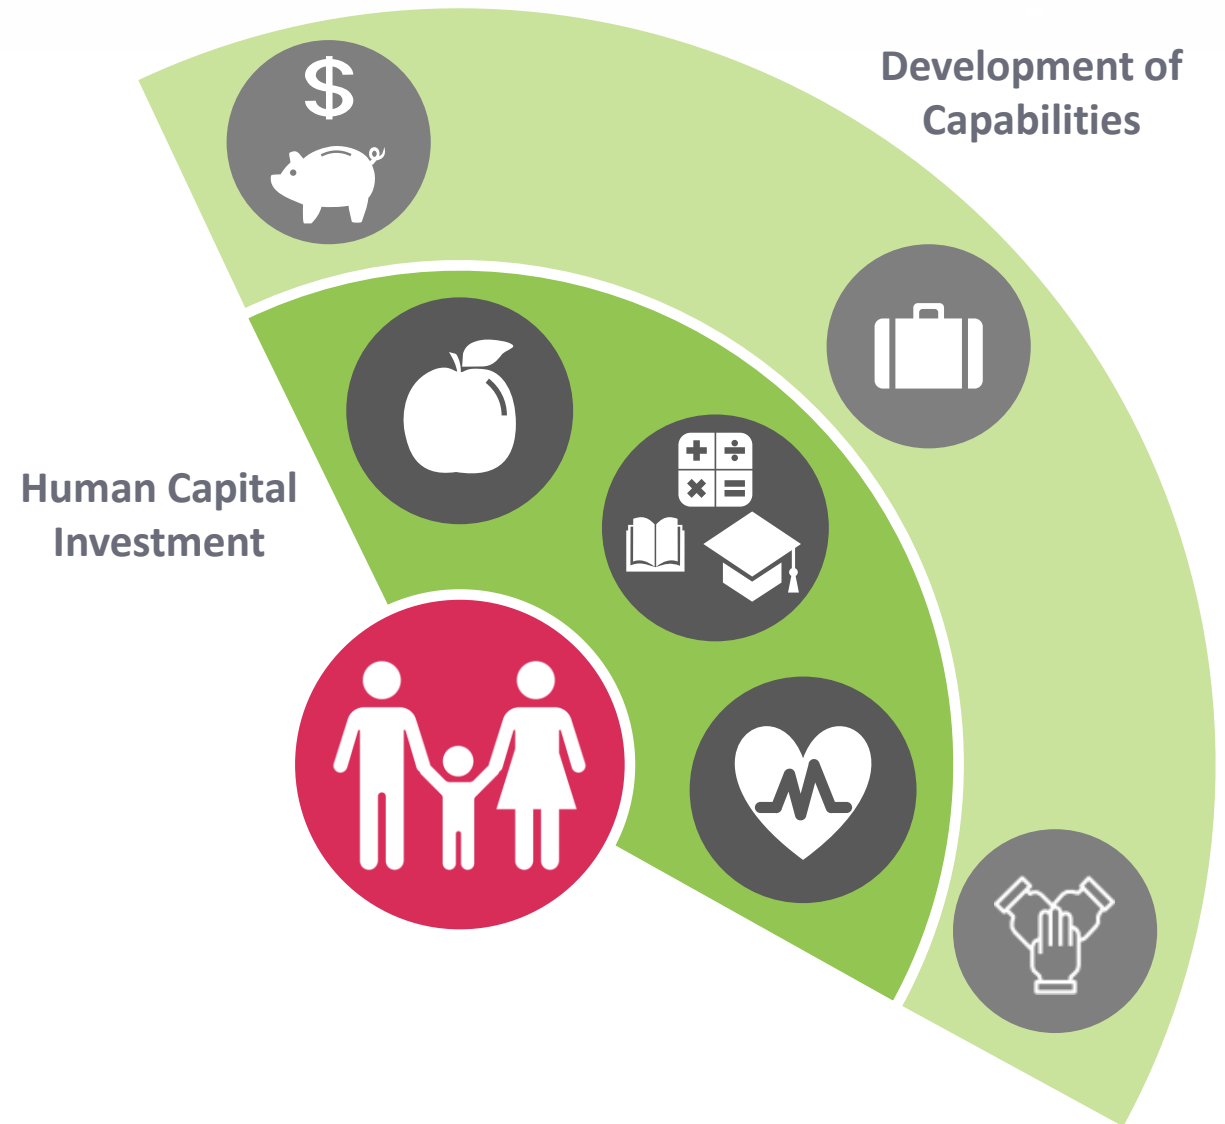 Development of
Capabilities
$
Human Capital
Investment
+ ÷
× =